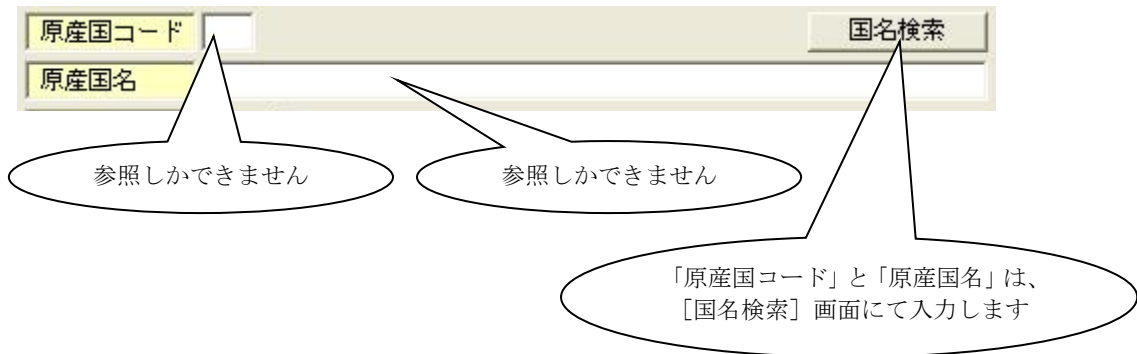 原産国コード
国名検索
原産国名
参照しかできません
参照しかできません
「原産国コード」と「原産国名」は、
［国名検索］画面にて入力します